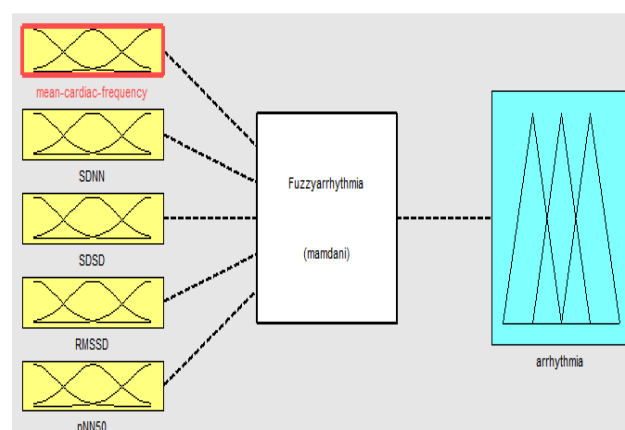 mean-cardiac-frequency
SDNN
SDSD
RMSSD
pNN50
Fuzzyarrhythmia
(mamdani)
arrhythmia